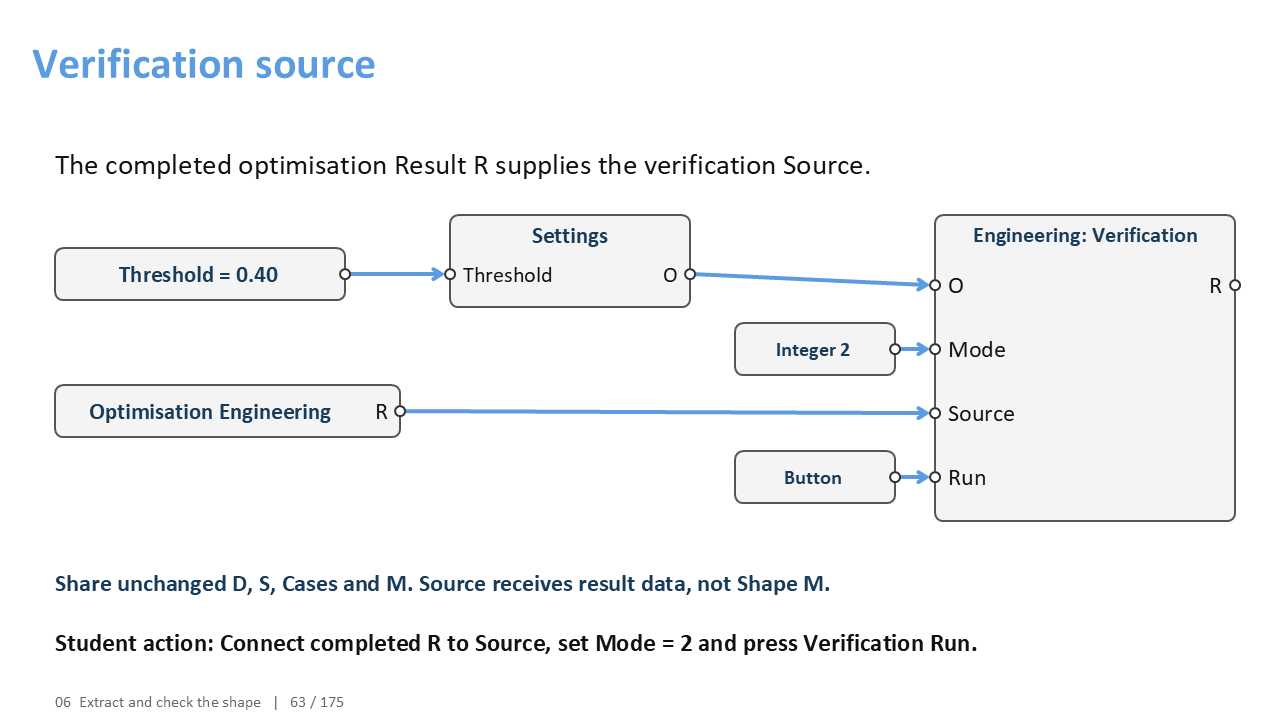 Verification source
The completed optimisation Result R supplies the verification Source.
Settings
Engineering: Verification
Threshold = 0.40
Threshold O
O R
Integer 2
Mode
Optimisation Engineering R
Source
Button
Run
Share unchanged D, S, Cases and M. Source receives result data, not Shape M.
Student action: Connect completed R to Source, set Mode = 2 and press Verification Run.
06 Extract and check the shape | 63 / 175